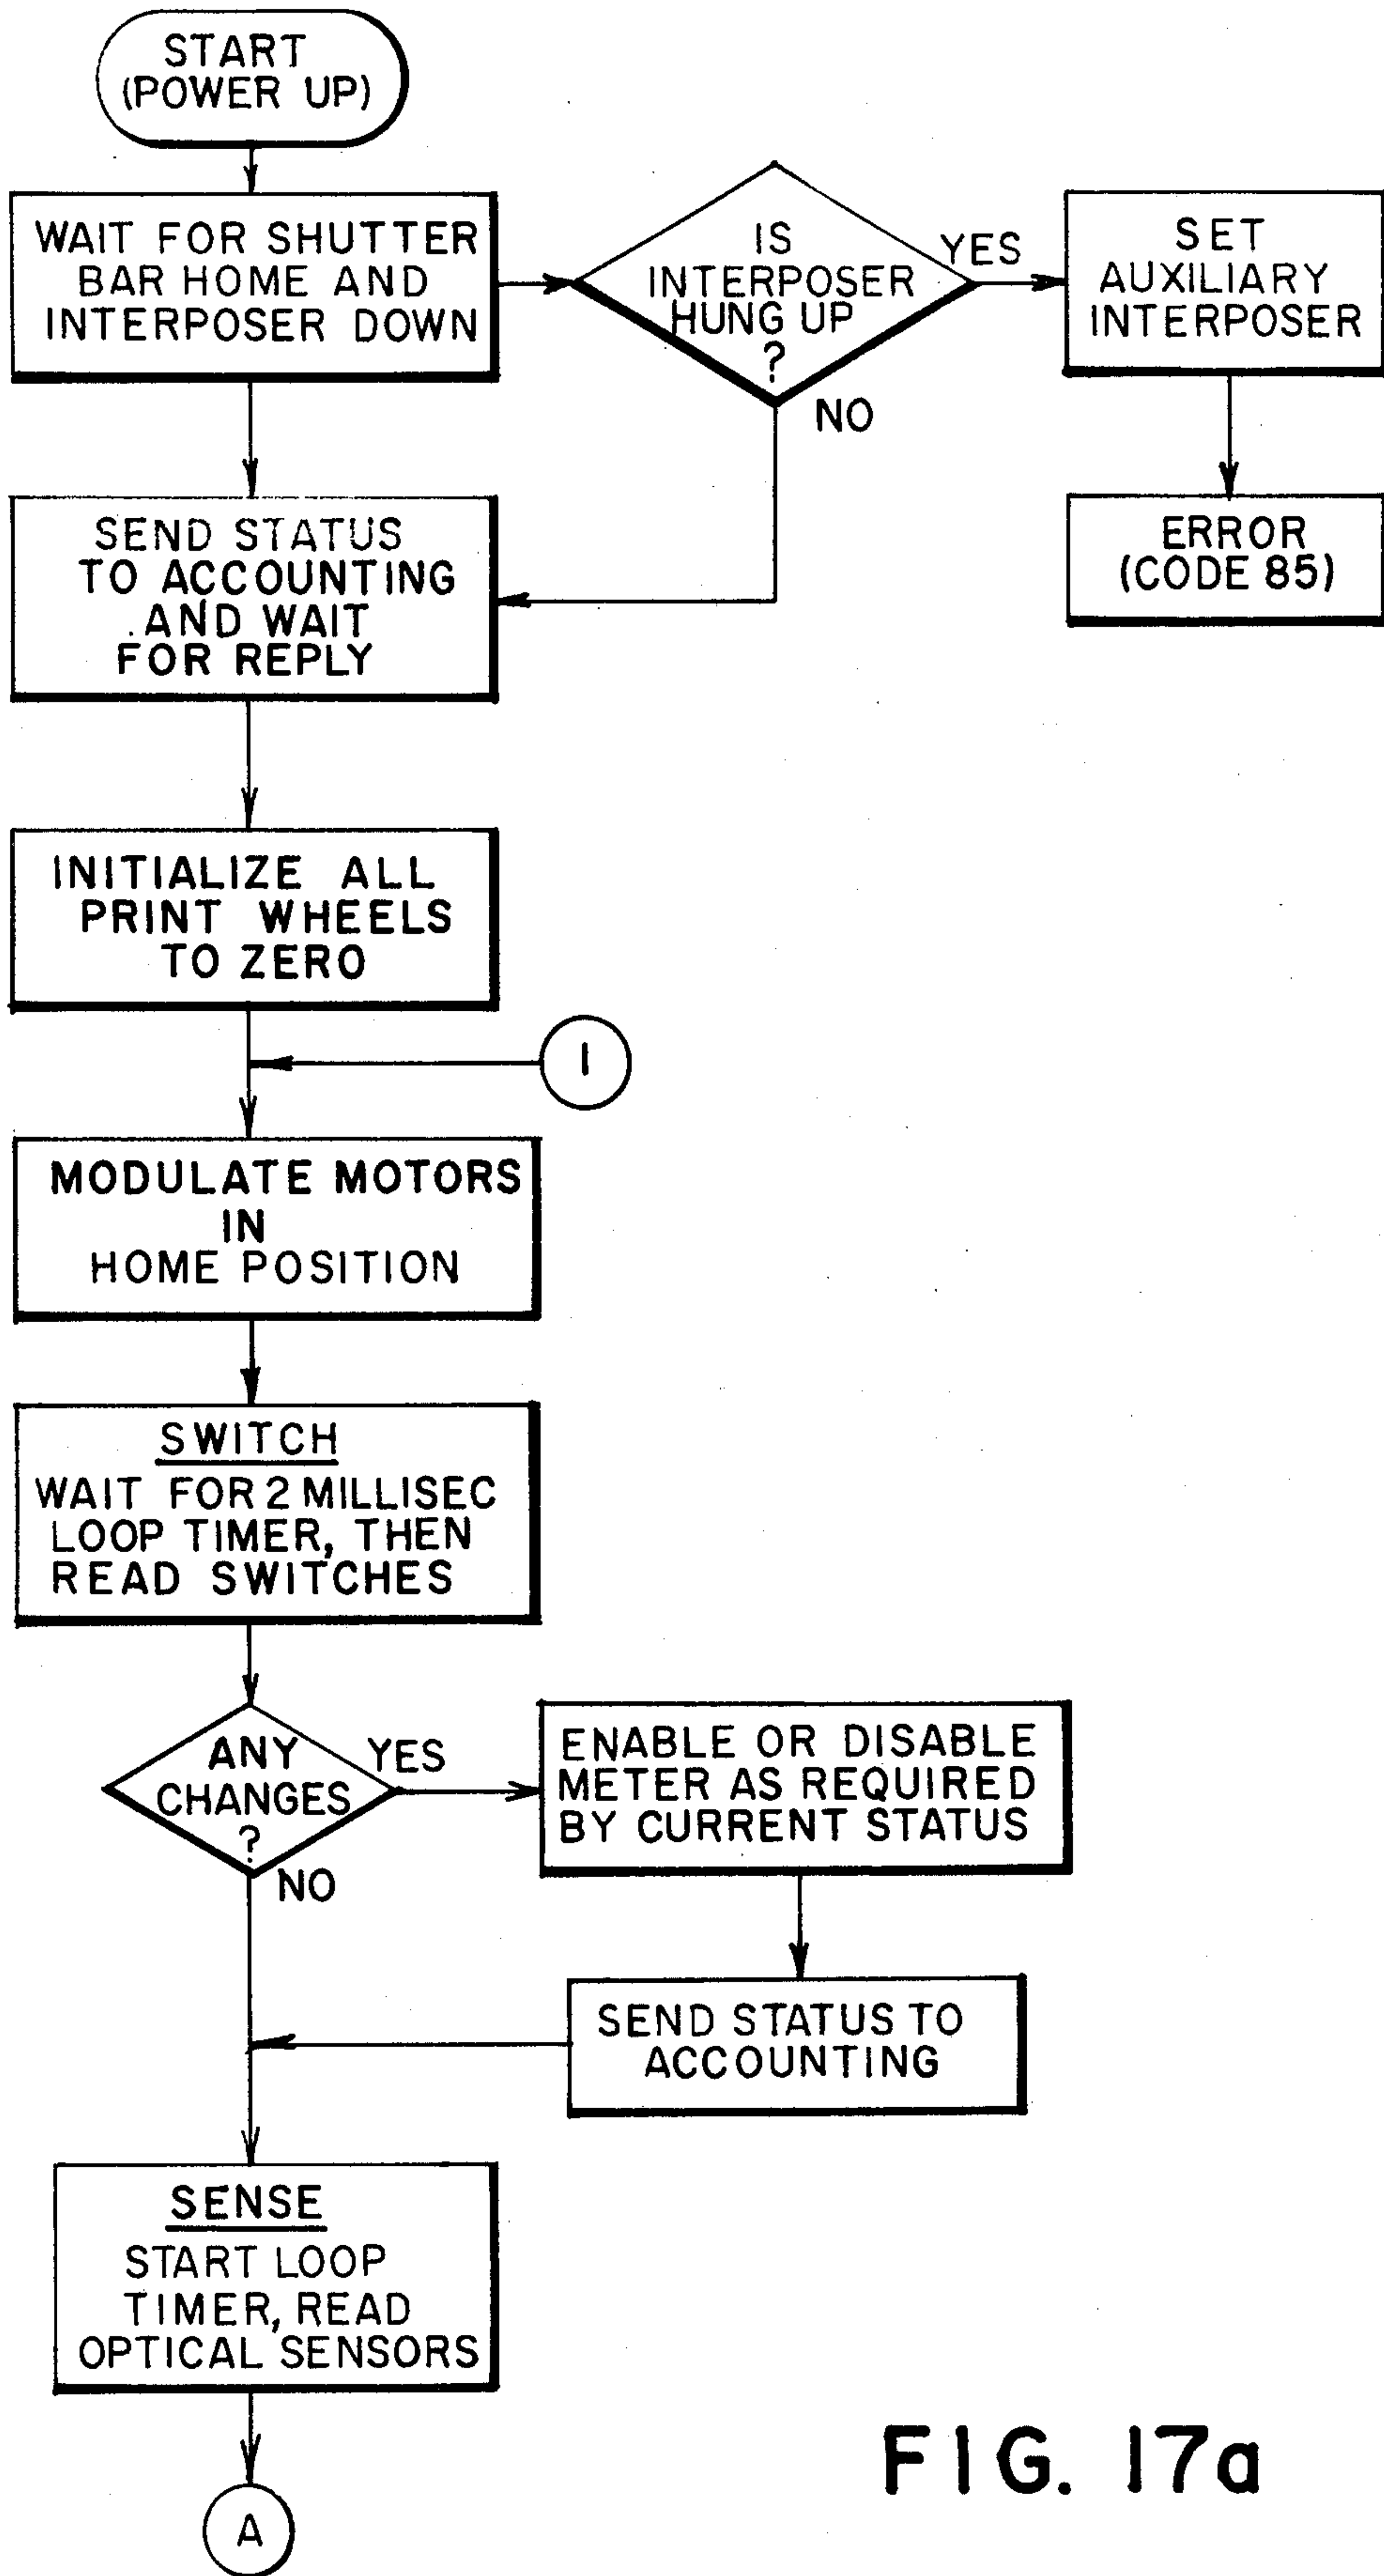 START
(POWER UP)
WAIT FOR SHUTTER
BAR HOME AND
INTERPOSER DOWN
IS
INTERPOSER
HUNG UP
?
YES
NO
SET
AUXILIARY
INTERPOSER
ERROR
(CODE 85)
SEND STATUS
TO ACCOUNTING
AND WAIT
FOR REPLY
INITIALIZE ALL
PRINT WHEELS
TO ZERO
1
MODULATE MOTORS
IN
HOME POSITION
SWITCH
WAIT FOR 2 MILLISEC
LOOP TIMER, THEN
READ SWITCHES
ANY
CHANGES
?
YES
NO
ENABLE OR DISABLE
METER AS REQUIRED
BY CURRENT STATUS
SEND STATUS TO
ACCOUNTING
SENSE
START LOOP
TIMER, READ
OPTICAL SENSORS
A
FIG. 17a